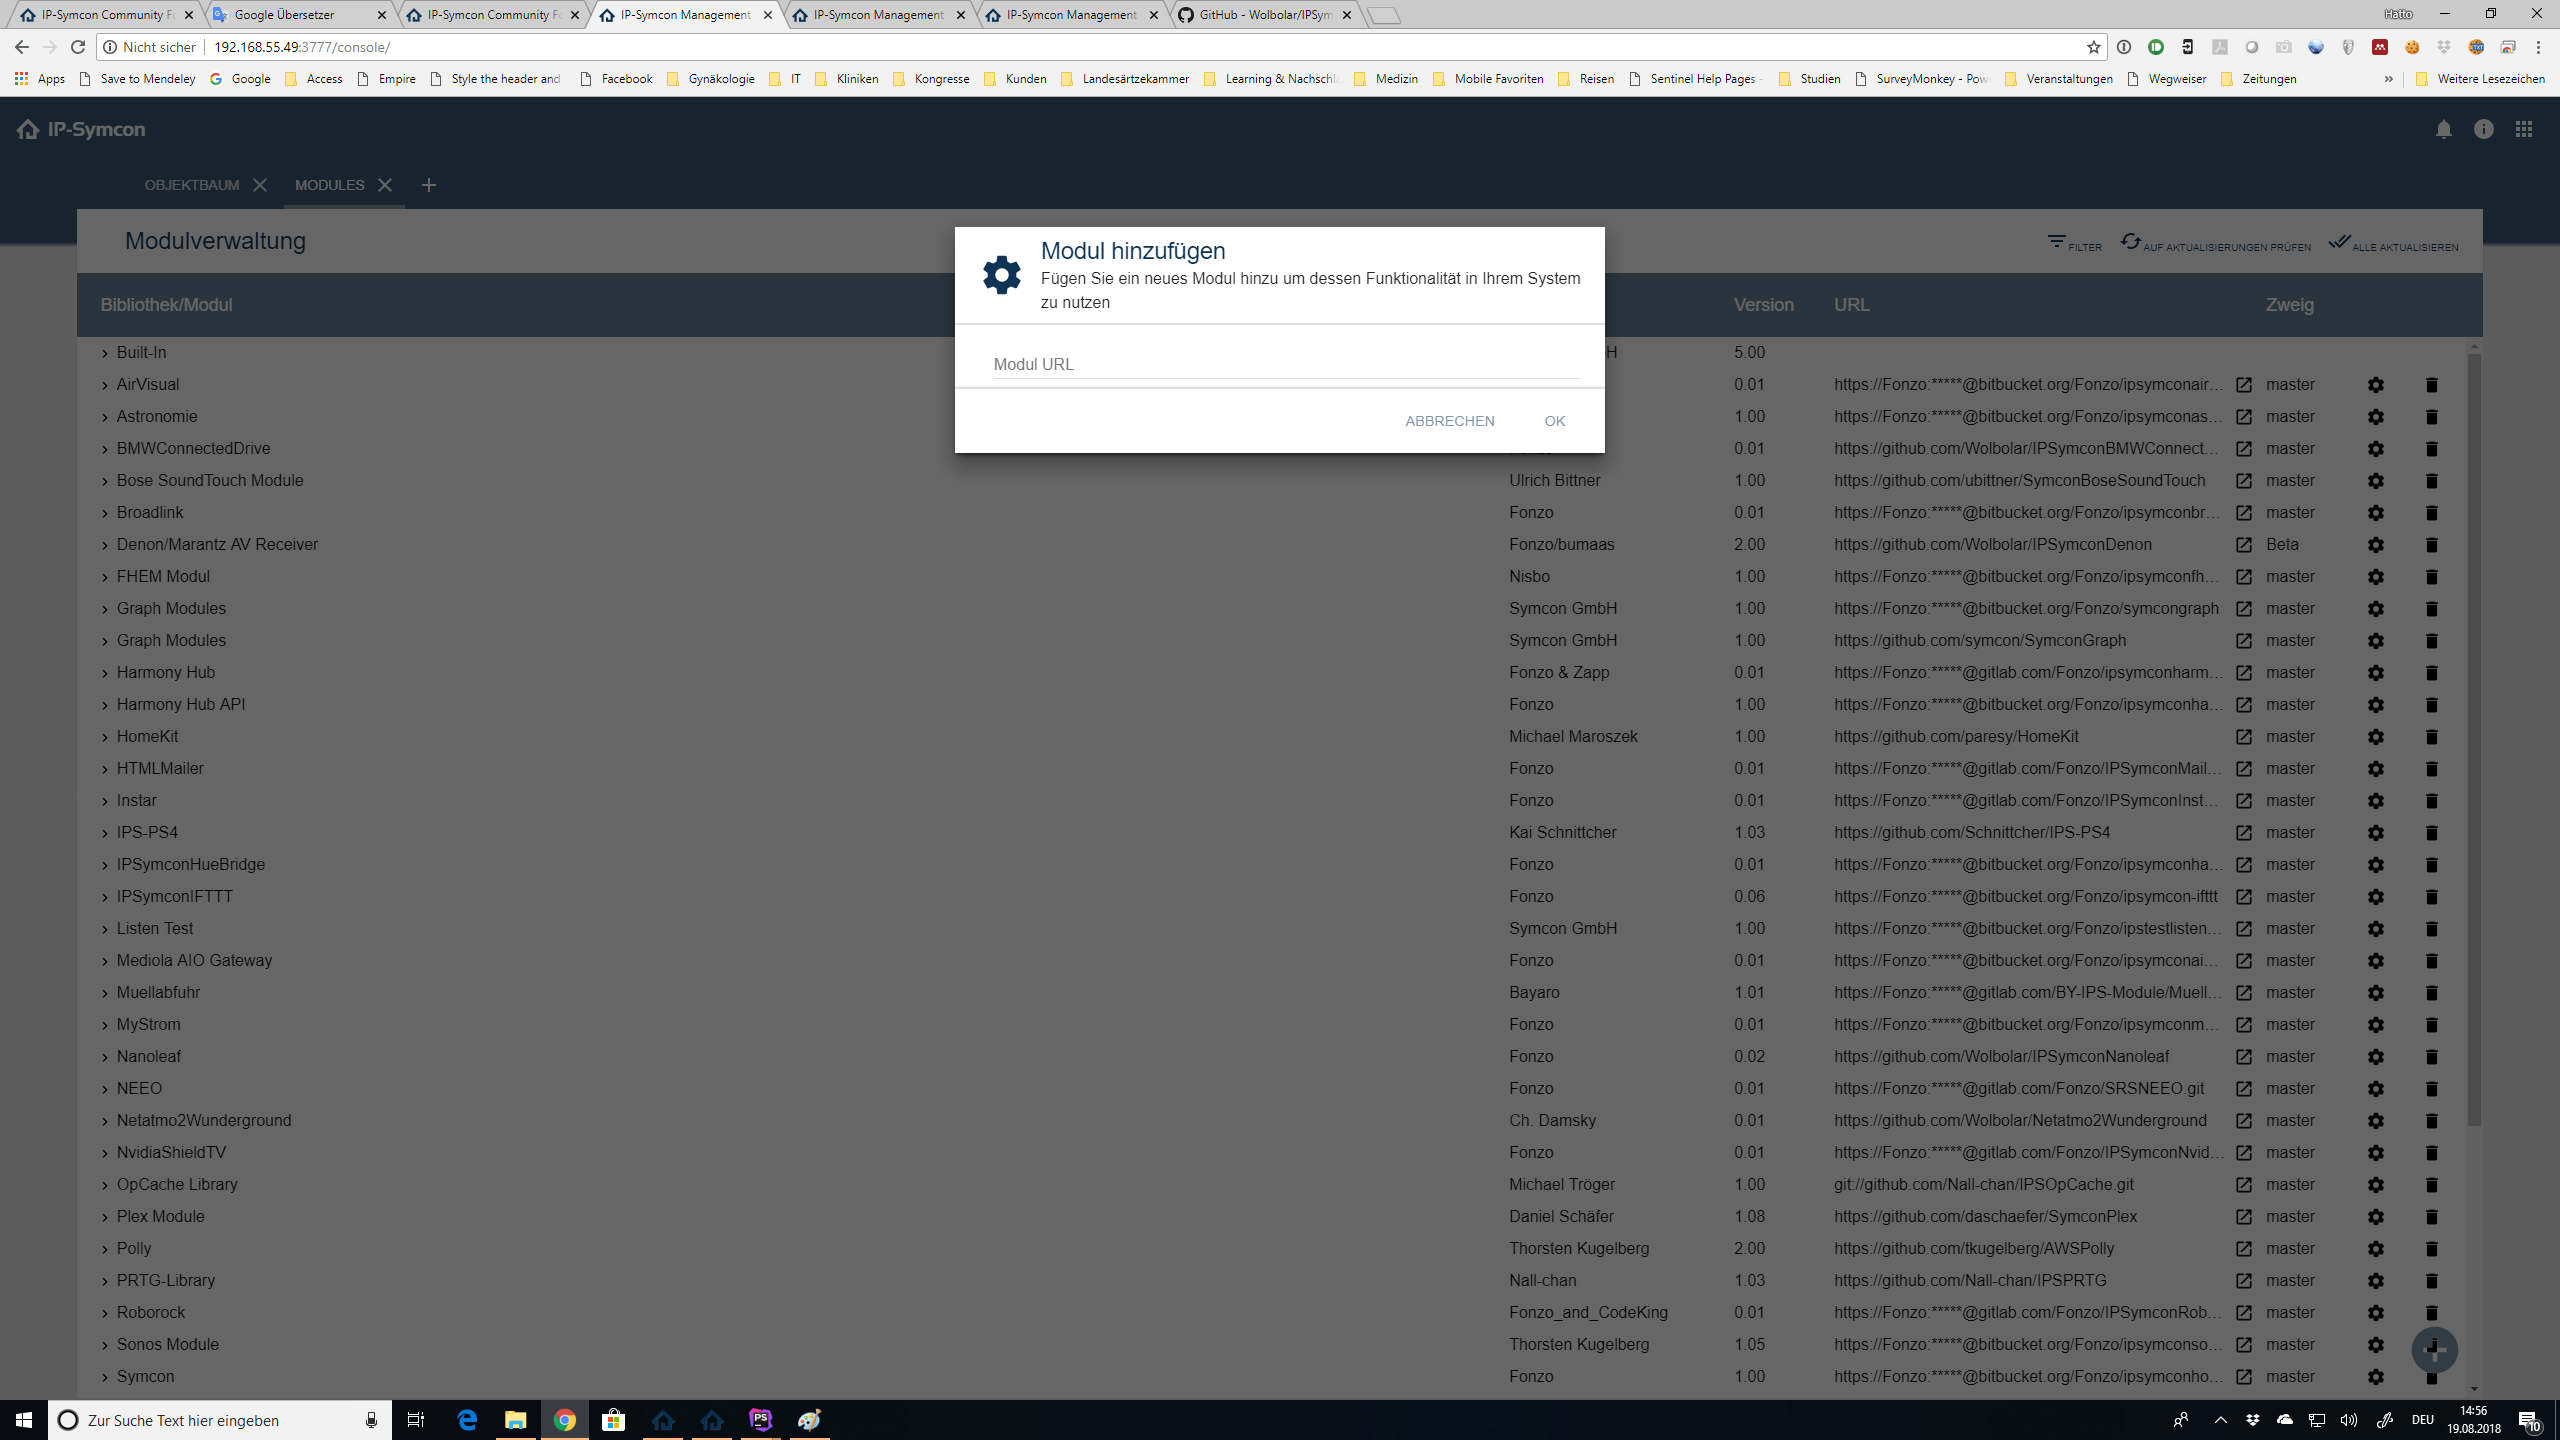 IP-Symcon Community Fo
Google Übersetzer
IP-Symcon Community Fo
IP-Symcon Management
IP-Symcon Management
IP-Symcon Management
GitHub - Wolbolar/IPSym
Hatto
Nicht sicher
192.168.55.49:3777/console/
Apps
Save to Mendeley
Google
Access
Empire
Style the header and
Facebook
Gynäkologie
IT
Kliniken
Kongresse
Kunden
Landesärtzekammer
Learning & Nachschla
Medizin
Mobile Favoriten
Reisen
Sentinel Help Pages -
Studien
SurveyMonkey - Pow
Veranstaltungen
Wegweiser
Zeitungen
»
Weitere Lesezeichen
IP-Symcon
OBJEKTBAUM
MODULES
Modulverwaltung
FILTER
AUF AKTUALISIERUNGEN PRÜFEN
ALLE AKTUALISIEREN
Modul hinzufügen
Fügen Sie ein neues Modul hinzu um dessen Funktionalität in Ihrem System
zu nutzen
Modul URL
ABBRECHEN
OK
Bibliothek/Modul Version URL Zweig
Built-In H 5.00
AirVisual 0.01 https://Fonzo:*****@bitbucket.org/Fonzo/ipsymconair... master
Astronomie 1.00 https://Fonzo:*****@bitbucket.org/Fonzo/ipsymconas... master
BMWConnectedDrive Fonzo 0.01 https://github.com/Wolbolar/IPSymconBMWConnect... master
Bose SoundTouch Module Ulrich Bittner 1.00 https://github.com/ubittner/SymconBoseSoundTouch master
Broadlink Fonzo 0.01 https://Fonzo:*****@bitbucket.org/Fonzo/ipsymconbr... master
Denon/Marantz AV Receiver Fonzo/bumaas 2.00 https://github.com/Wolbolar/IPSymconDenon Beta
FHEM Modul Nisbo 1.00 https://Fonzo:*****@bitbucket.org/Fonzo/ipsymconfh... master
Graph Modules Symcon GmbH 1.00 https://Fonzo:*****@bitbucket.org/Fonzo/symcongraph master
Graph Modules Symcon GmbH 1.00 https://github.com/symcon/SymconGraph master
Harmony Hub Fonzo & Zapp 0.01 https://Fonzo:*****@gitlab.com/Fonzo/ipsymconharm... master
Harmony Hub API Fonzo 1.00 https://Fonzo:*****@bitbucket.org/Fonzo/ipsymconha... master
HomeKit Michael Maroszek 1.00 https://github.com/paresy/HomeKit master
HTMLMailer Fonzo 0.01 https://Fonzo:*****@gitlab.com/Fonzo/IPSymconMail... master
Instar Fonzo 0.01 https://Fonzo:*****@gitlab.com/Fonzo/IPSymconInst... master
IPS-PS4 Kai Schnittcher 1.03 https://github.com/Schnittcher/IPS-PS4 master
IPSymconHueBridge Fonzo 0.01 https://Fonzo:*****@bitbucket.org/Fonzo/ipsymconha... master
IPSymconIFTTT Fonzo 0.06 https://Fonzo:*****@bitbucket.org/Fonzo/ipsymcon-ifttt master
Listen Test Symcon GmbH 1.00 https://Fonzo:*****@bitbucket.org/Fonzo/ipstestlisten... master
Mediola AIO Gateway Fonzo 0.01 https://Fonzo:*****@bitbucket.org/Fonzo/ipsymconai... master
Muellabfuhr Bayaro 1.01 https://Fonzo:*****@gitlab.com/BY-IPS-Module/Muell... master
MyStrom Fonzo 0.01 https://Fonzo:*****@bitbucket.org/Fonzo/ipsymconm... master
Nanoleaf Fonzo 0.02 https://github.com/Wolbolar/IPSymconNanoleaf master
NEEO Fonzo 0.01 https://Fonzo:*****@gitlab.com/Fonzo/SRSNEEO.git master
Netatmo2Wunderground Ch. Damsky 0.01 https://github.com/Wolbolar/Netatmo2Wunderground master
NvidiaShieldTV Fonzo 0.01 https://Fonzo:*****@gitlab.com/Fonzo/IPSymconNvid... master
OpCache Library Michael Tröger 1.00 git://github.com/Nall-chan/IPSOpCache.git master
Plex Module Daniel Schäfer 1.08 https://github.com/daschaefer/SymconPlex master
Polly Thorsten Kugelberg 2.00 https://github.com/tkugelberg/AWSPolly master
PRTG-Library Nall-chan 1.03 https://github.com/Nall-chan/IPSPRTG master
Roborock Fonzo_and_CodeKing 0.01 https://Fonzo:*****@gitlab.com/Fonzo/IPSymconRob... master
Sonos Module Thorsten Kugelberg 1.05 https://Fonzo:*****@bitbucket.org/Fonzo/ipsymconso... master
Symcon Fonzo 1.00 https://Fonzo:*****@bitbucket.org/Fonzo/ipsymconho... master
Zur Suche Text hier eingeben
PS
DEU
14:56
19.08.2018
10